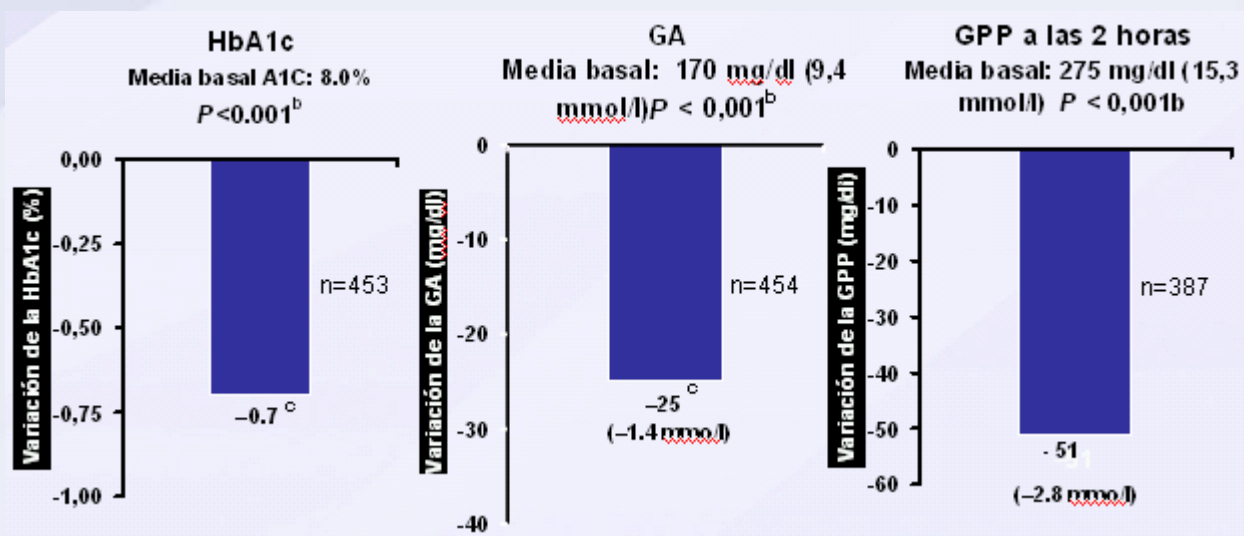 HbA1c
Media basal A1C: 8.0%
P<0.001b
Variación de la HbA1c (%)
0,00
-0,25
-0,50
-0,75
-1,00
n=453
–0.7 c
GA
Media basal: 170 mg/dl (9,4
mmol/l)P < 0,001b
Variación de la GA (mg/dl)
0
-10
-20
-30
-40
n=454
–25 c
(–1.4 mmo/l)
GPP a las 2 horas
Media basal: 275 mg/dl (15,3
mmol/l) P < 0,001b
Variación de la GPP (mg/di)
0
-10
-20
-30
-40
-50
-60
n=387
- 51
(–2.8 mmo/l)